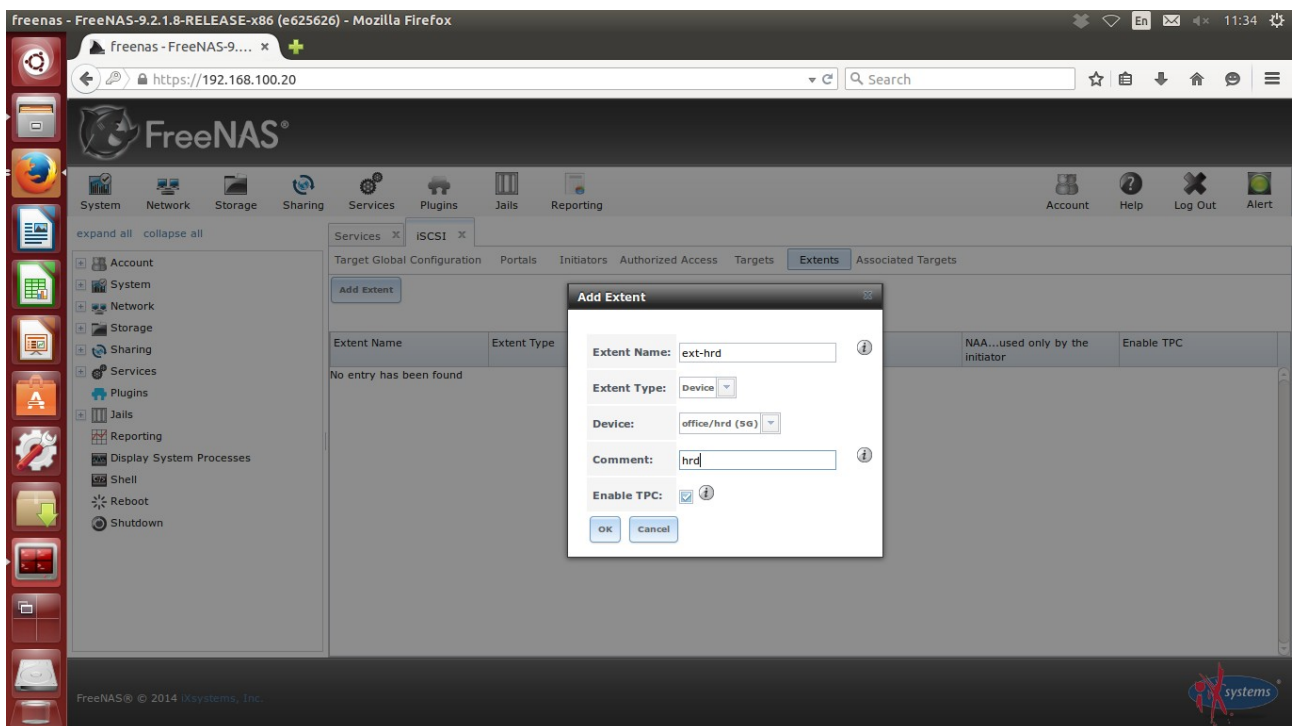 freenas - FreeNAS-9.2.1.8-RELEASE-x86 (e625626) - Mozilla Firefox
En
11:34
freenas - FreeNAS-9....
https://192.168.100.20
Search
FreeNAS®
System Network Storage Sharing Services Plugins Jails Reporting Account Help Log Out Alert
expand all collapse all
Services iSCSI
Target Global Configuration Portals Initiators Authorized Access Targets Extents Associated Targets
Account
System
Network
Storage
Sharing
Services
Plugins
Jails
Reporting
Display System Processes
Shell
Reboot
Shutdown
Add Extent
Extent Name Extent Type NAA...used only by the initiator Enable TPC
No entry has been found
Add Extent
Extent Name: ext-hrd
Extent Type: Device
Device: office/hrd (5G)
Comment: hrd
Enable TPC:
OK Cancel
FreeNAS® © 2014 iXsystems, Inc.
iX systems